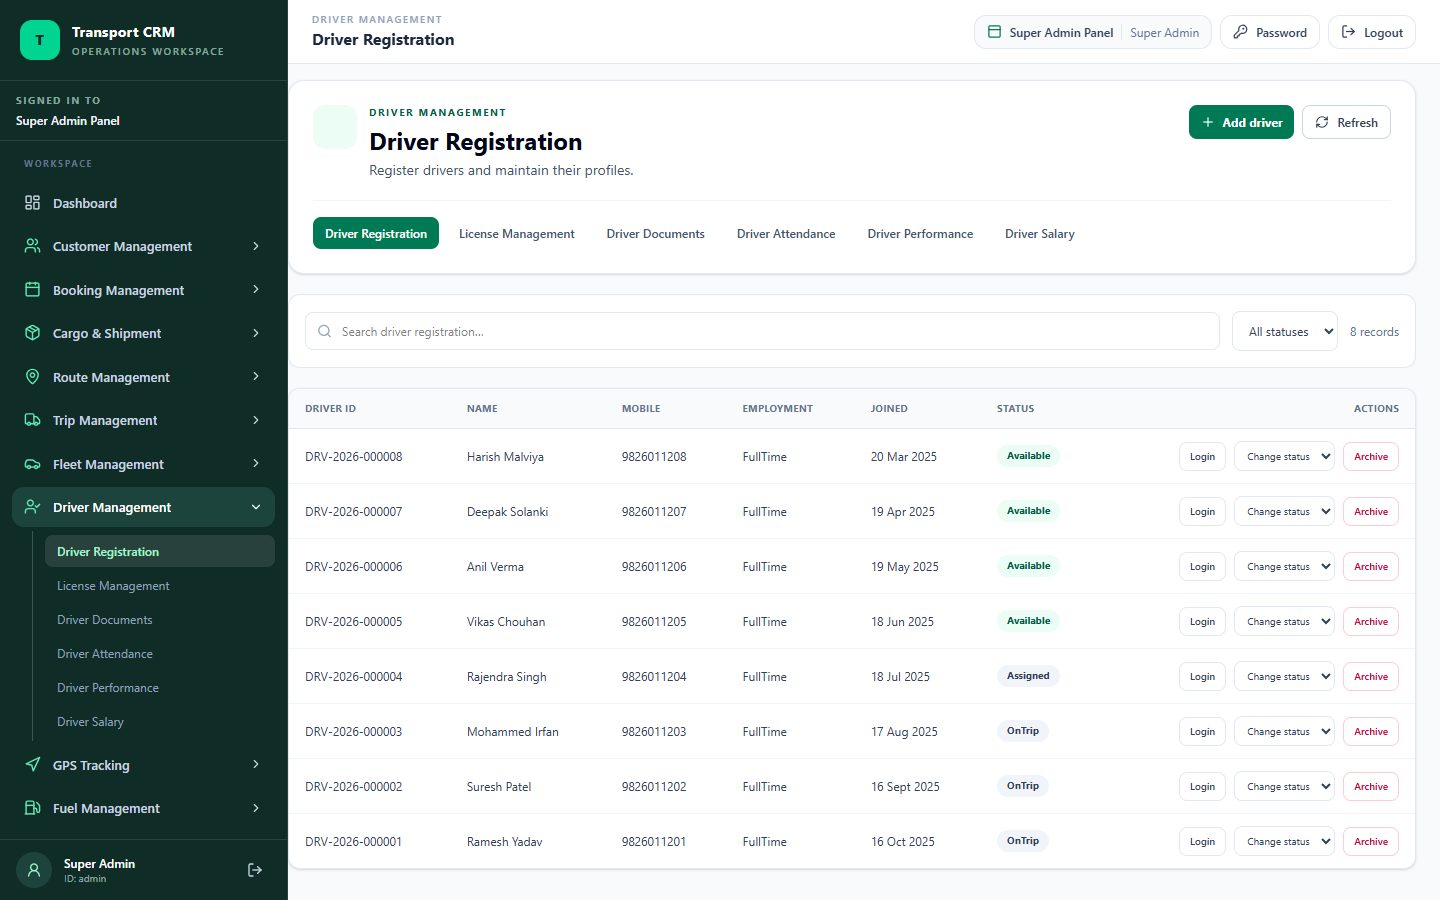 T
Transport CRM
OPERATIONS WORKSPACE
SIGNED IN TO
Super Admin Panel
WORKSPACE
Dashboard
Customer Management
Booking Management
Cargo & Shipment
Route Management
Trip Management
Fleet Management
Driver Management
Driver Registration
License Management
Driver Documents
Driver Attendance
Driver Performance
Driver Salary
GPS Tracking
Fuel Management
Super Admin
ID: admin
DRIVER MANAGEMENT
Driver Registration
Super Admin Panel Super Admin
Password
Logout
DRIVER MANAGEMENT
Driver Registration
Register drivers and maintain their profiles.
Add driver
Refresh
Driver Registration License Management Driver Documents Driver Attendance Driver Performance Driver Salary
Search driver registration...
All statuses
8 records
DRIVER ID NAME MOBILE EMPLOYMENT JOINED STATUS ACTIONS
DRV-2026-000008 Harish Malviya 9826011208 FullTime 20 Mar 2025 Available Login Change status Archive
DRV-2026-000007 Deepak Solanki 9826011207 FullTime 19 Apr 2025 Available Login Change status Archive
DRV-2026-000006 Anil Verma 9826011206 FullTime 19 May 2025 Available Login Change status Archive
DRV-2026-000005 Vikas Chouhan 9826011205 FullTime 18 Jun 2025 Available Login Change status Archive
DRV-2026-000004 Rajendra Singh 9826011204 FullTime 18 Jul 2025 Assigned Login Change status Archive
DRV-2026-000003 Mohammed Irfan 9826011203 FullTime 17 Aug 2025 OnTrip Login Change status Archive
DRV-2026-000002 Suresh Patel 9826011202 FullTime 16 Sept 2025 OnTrip Login Change status Archive
DRV-2026-000001 Ramesh Yadav 9826011201 FullTime 16 Oct 2025 OnTrip Login Change status Archive